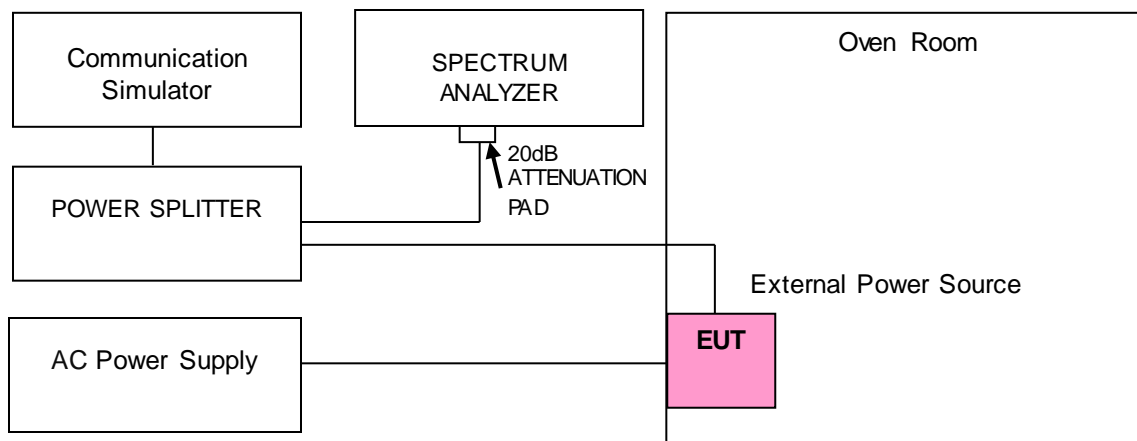 Communication
Simulator
SPECTRUM
ANALYZER
Oven Room
20dB
ATTENUATION
PAD
POWER SPLITTER
External Power Source
EUT
AC Power Supply